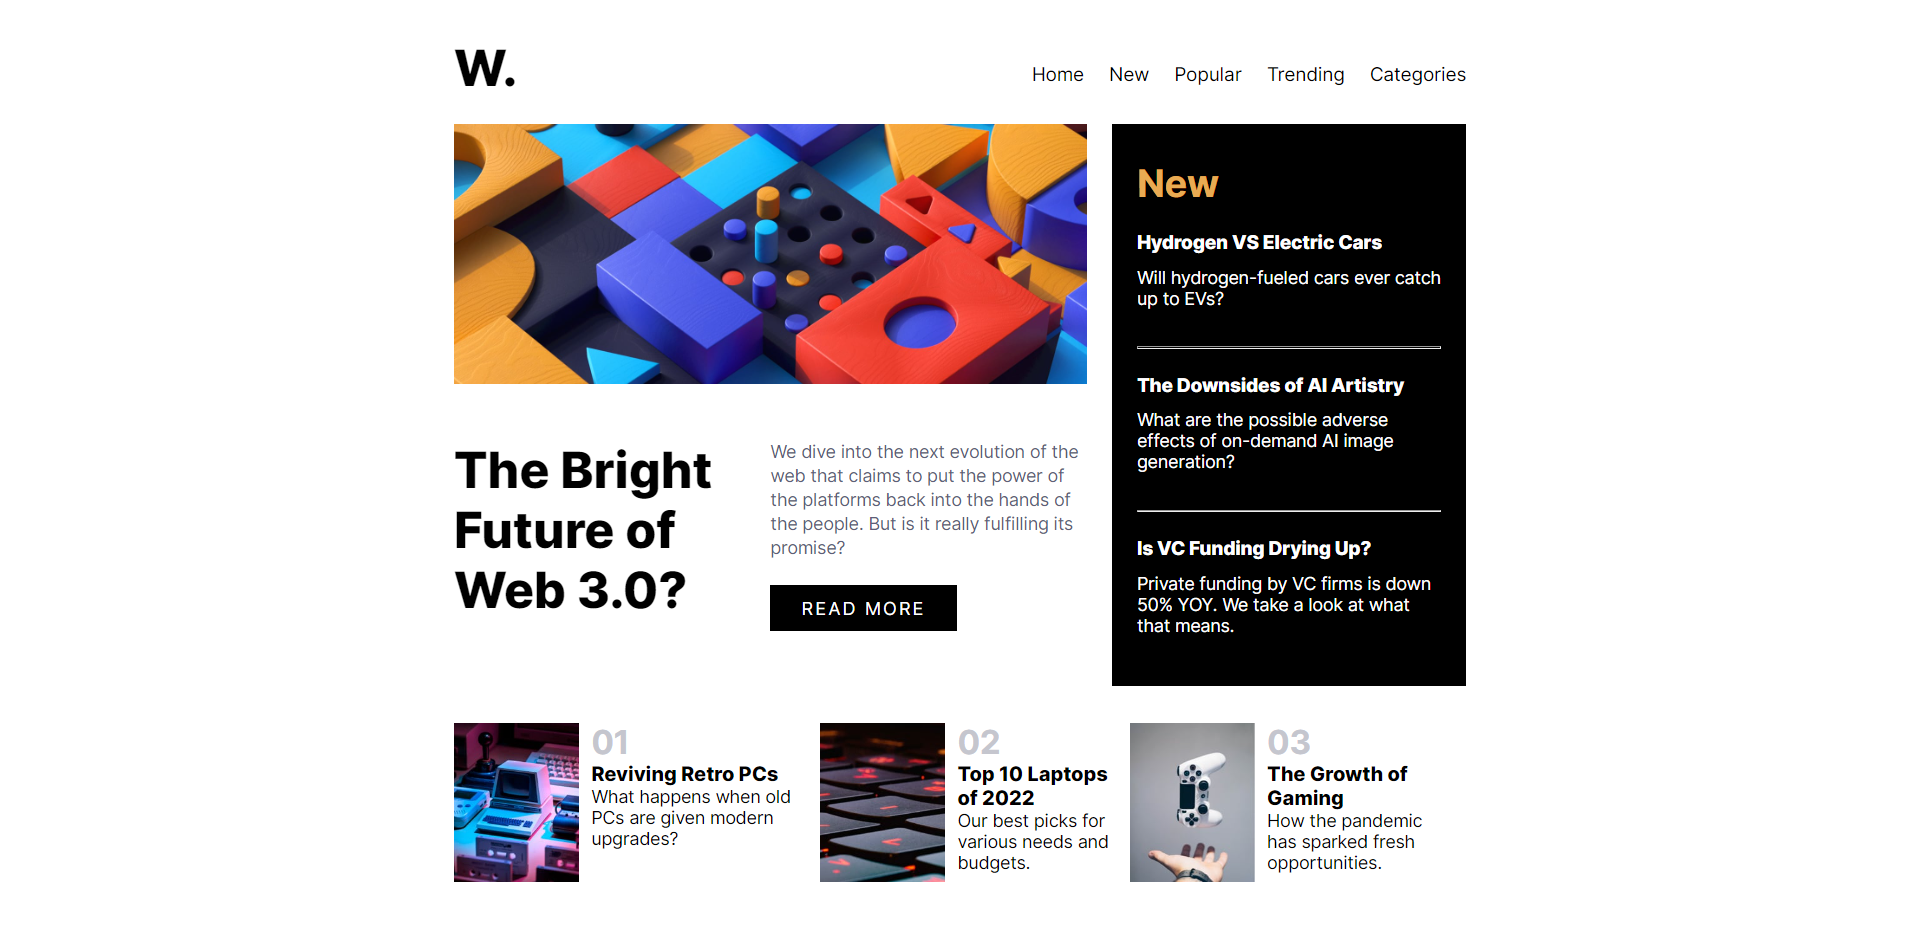 W.
Home New Popular Trending Categories
The Bright
Future of
Web 3.0?
We dive into the next evolution of the
web that claims to put the power of
the platforms back into the hands of
the people. But is it really fulfilling its
promise?
READ MORE
New
Hydrogen VS Electric Cars
Will hydrogen-fueled cars ever catch
up to EVs?
The Downsides of AI Artistry
What are the possible adverse
effects of on-demand AI image
generation?
Is VC Funding Drying Up?
Private funding by VC firms is down
50% YOY. We take a look at what
that means.
01
Reviving Retro PCs
What happens when old
PCs are given modern
upgrades?
02
Top 10 Laptops
of 2022
Our best picks for
various needs and
budgets.
03
The Growth of
Gaming
How the pandemic
has sparked fresh
opportunities.